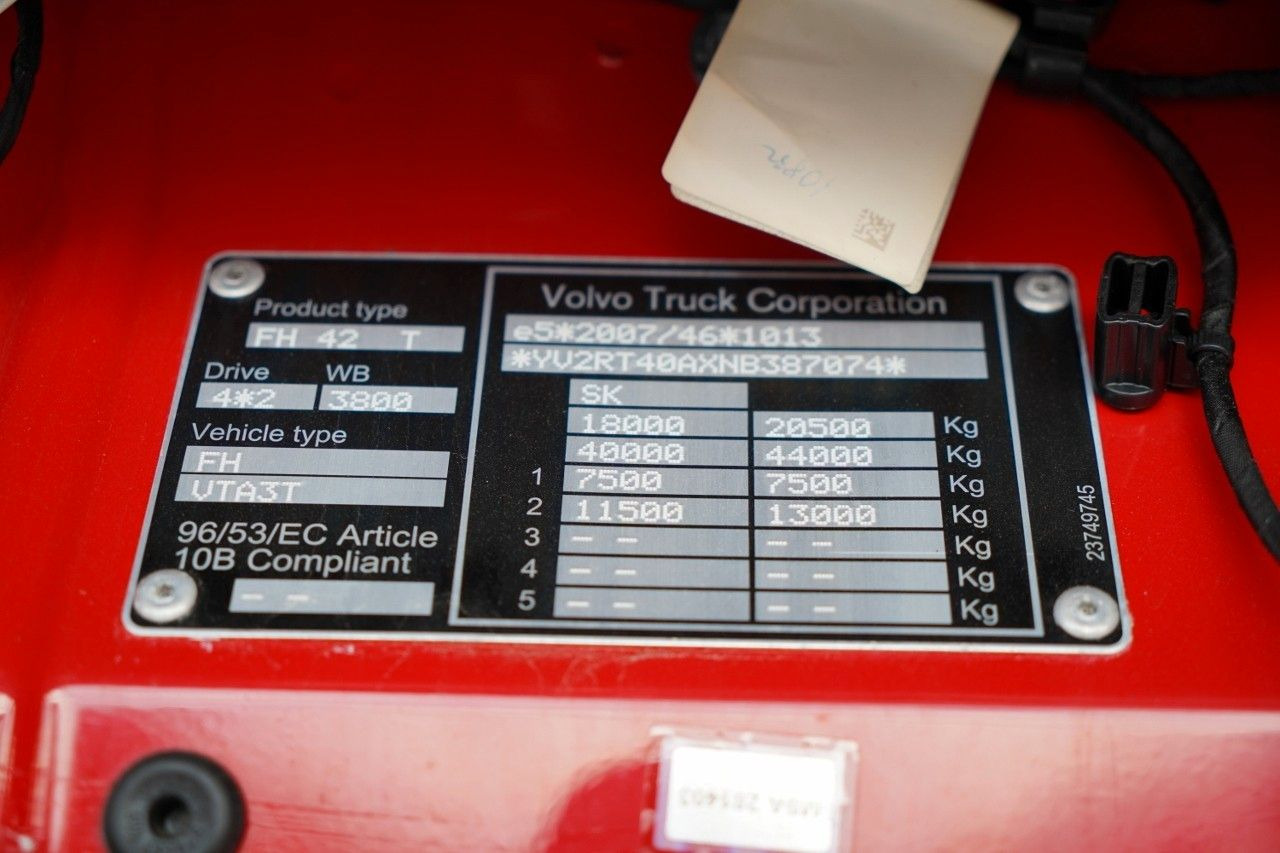 Product type
FH 42 T
Drive WB
4*2 3800
Vehicle type
FH
VTA3T
96/53/EC Article
10B Compliant
-- --
Volvo Truck Corporation
e5*2007/46*1013
*YV2RT40AXNB387074*
SK
18000 20500 Kg
40000 44000 Kg
1 7500 7500 Kg
2 11500 13000 Kg
3 -- -- -- -- Kg
4 -- -- -- -- Kg
5 -- -- -- -- Kg
23749745